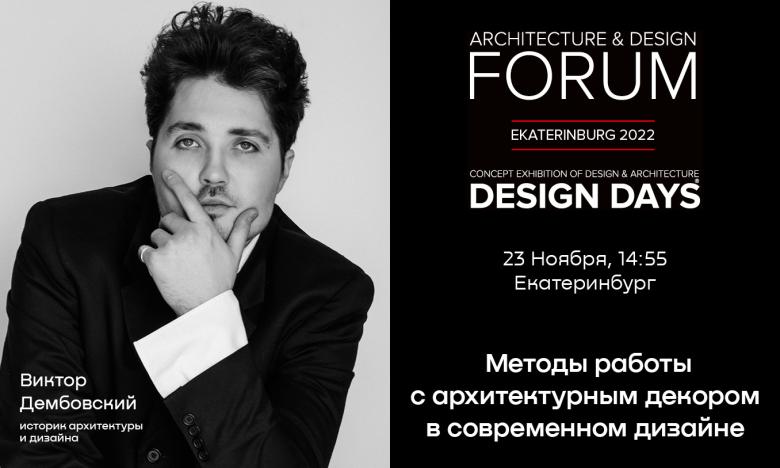 Виктор
Дембовский
историк архитектуры
и дизайна
ARCHITECTURE & DESIGN
FORUM
EKATERINBURG 2022
CONCEPT EXHIBITION OF DESIGN & ARCHITECTURE
DESIGN DAYS®
23 Ноября, 14:55
Екатеринбург
Методы работы
с архитектурным декором
в современном дизайне